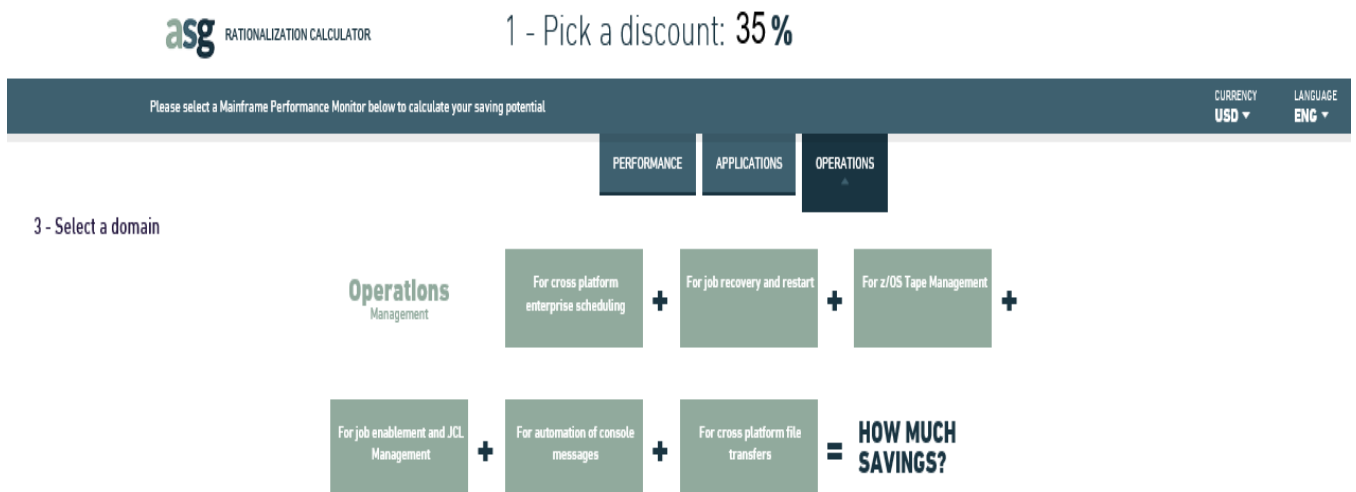 asg RATIONALIZATION CALCULATOR
1 - Pick a discount: 35%
Please select a Mainframe Performance Monitor below to calculate your saving potential
CURRENCY
USD
LANGUAGE
ENG
PERFORMANCE
APPLICATIONS
OPERATIONS
3 - Select a domain
Operations
Management
For cross platform
enterprise scheduling
+
For job recovery and restart
+
For z/OS Tape Management
+
For job enablement and JCL
Management
+
For automation of console
messages
+
For cross platform file
transfers
=
HOW MUCH
SAVINGS?